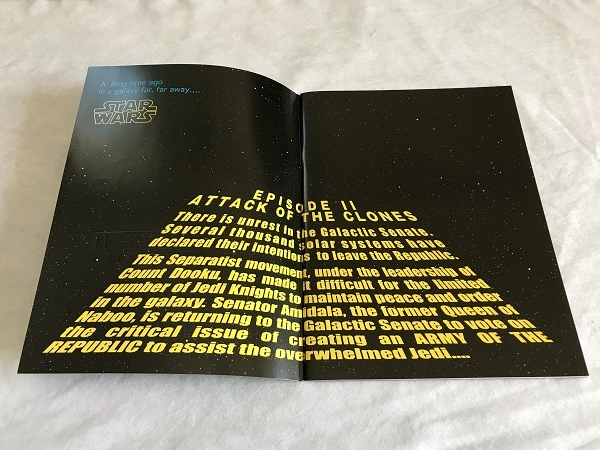 A long time ago
in a galaxy far, far away....
STAR
WARS
EPISODE II
ATTACK OF THE CLONES
There is unrest in the Galactic Senate.
Several thousand solar systems have
declared their intentions to leave the Republic.
This Separatist movement, under the leadership of
Count Dooku, has made it difficult for the limited
number of Jedi Knights to maintain peace and order
in the galaxy. Senator Amidala, the former Queen of
Naboo, is returning to the Galactic Senate to vote on
the critical issue of creating an ARMY OF THE
REPUBLIC to assist the overwhelmed Jedi....